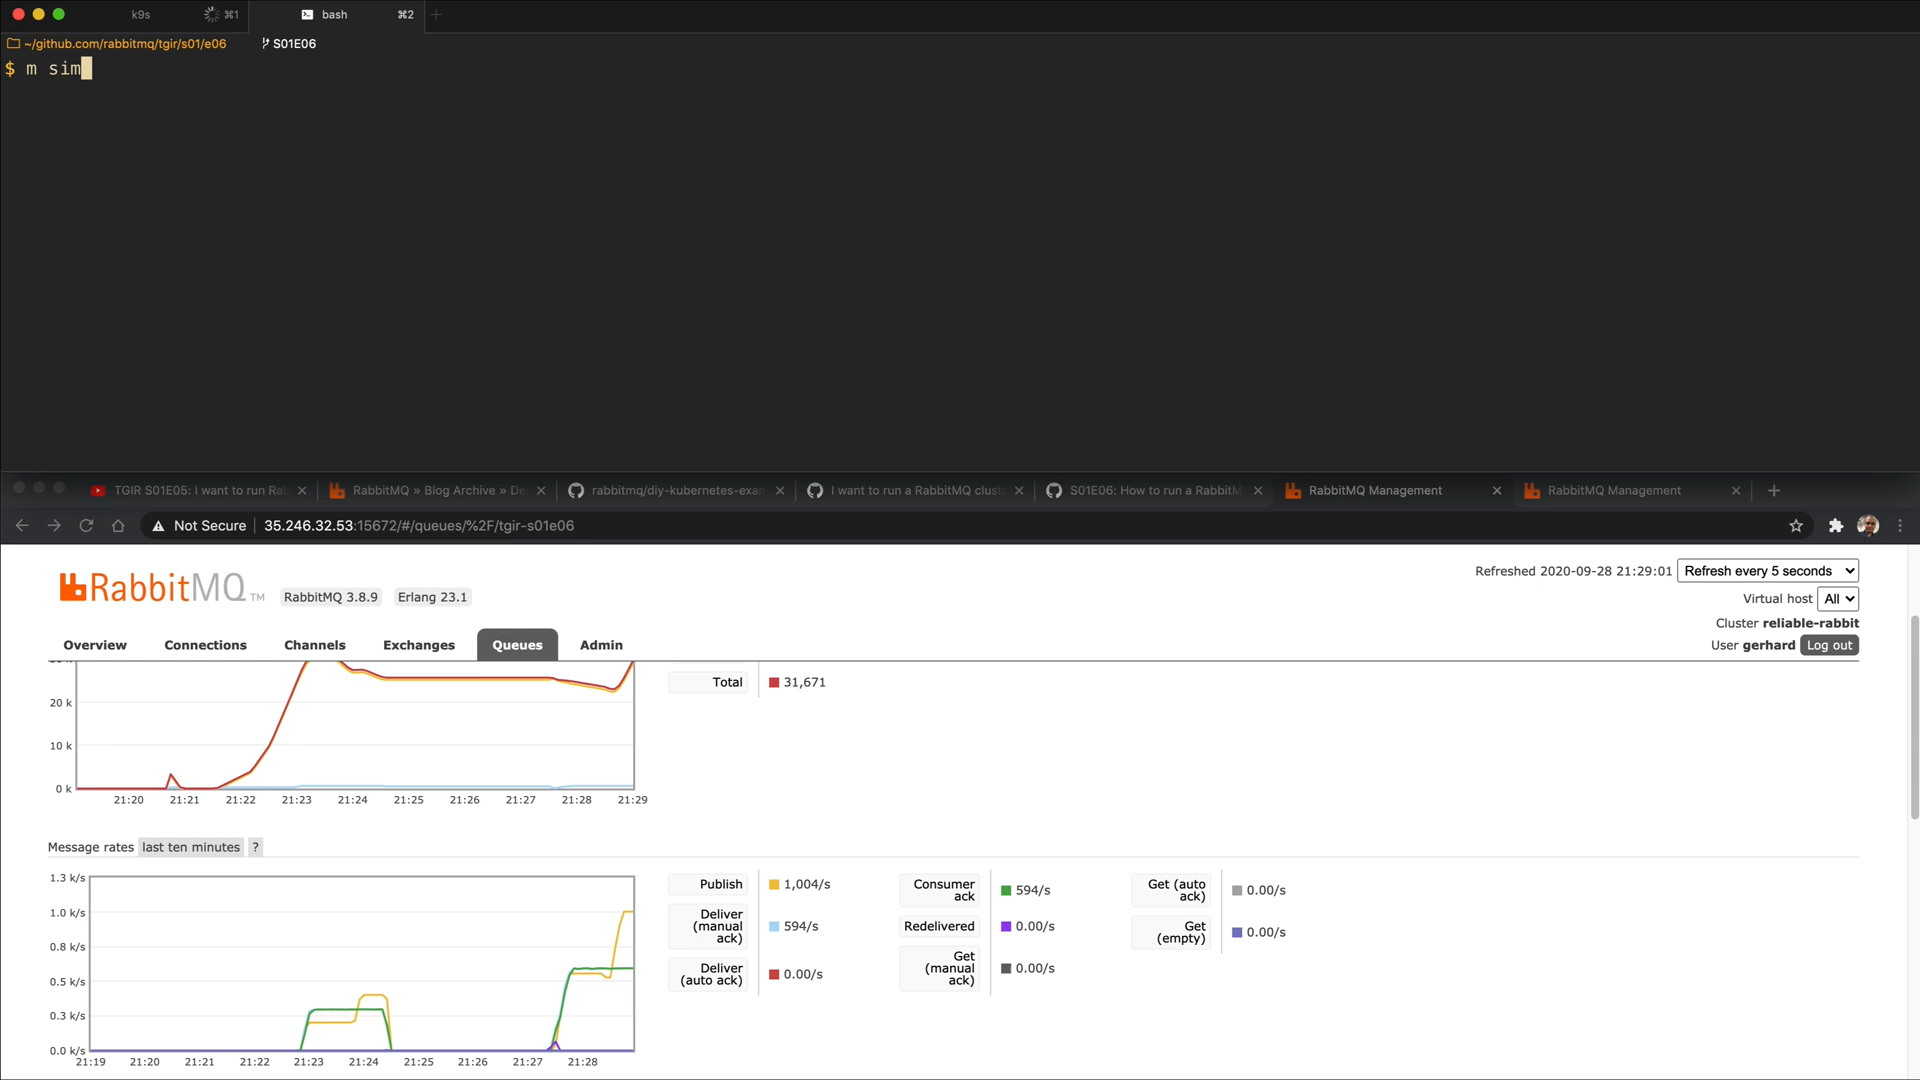 k9s ⌘1 bash ⌘2 +
~/github.com/rabbitmq/tgir/s01/e06 S01E06
$ m sim
TGIR S01E05: I want to run Ra
RabbitMQ » Blog Archive » De
rabbitmq/diy-kubernetes-exam
I want to run a RabbitMQ clust
S01E06: How to run a RabbitM
RabbitMQ Management
RabbitMQ Management
Not Secure 35.246.32.53:15672/#/queues/%2F/tgir-s01e06
RabbitMQ TM
RabbitMQ 3.8.9 Erlang 23.1
Refreshed 2020-09-28 21:29:01 Refresh every 5 seconds
Virtual host All
Cluster reliable-rabbit
User gerhard Log out
Overview Connections Channels Exchanges Queues Admin
20 k
10 k
0 k
21:20 21:21 21:22 21:23 21:24 21:25 21:26 21:27 21:28 21:29
Total 31,671
Message rates last ten minutes ?
1.3 k/s
1.0 k/s
0.8 k/s
0.5 k/s
0.3 k/s
0.0 k/s
21:19 21:20 21:21 21:22 21:23 21:24 21:25 21:26 21:27 21:28
Publish 1,004/s
Deliver
(manual
ack)
594/s
Deliver
(auto ack)
0.00/s
Consumer
ack
594/s
Redelivered 0.00/s
Get
(manual
ack)
0.00/s
Get (auto
ack)
0.00/s
Get
(empty)
0.00/s